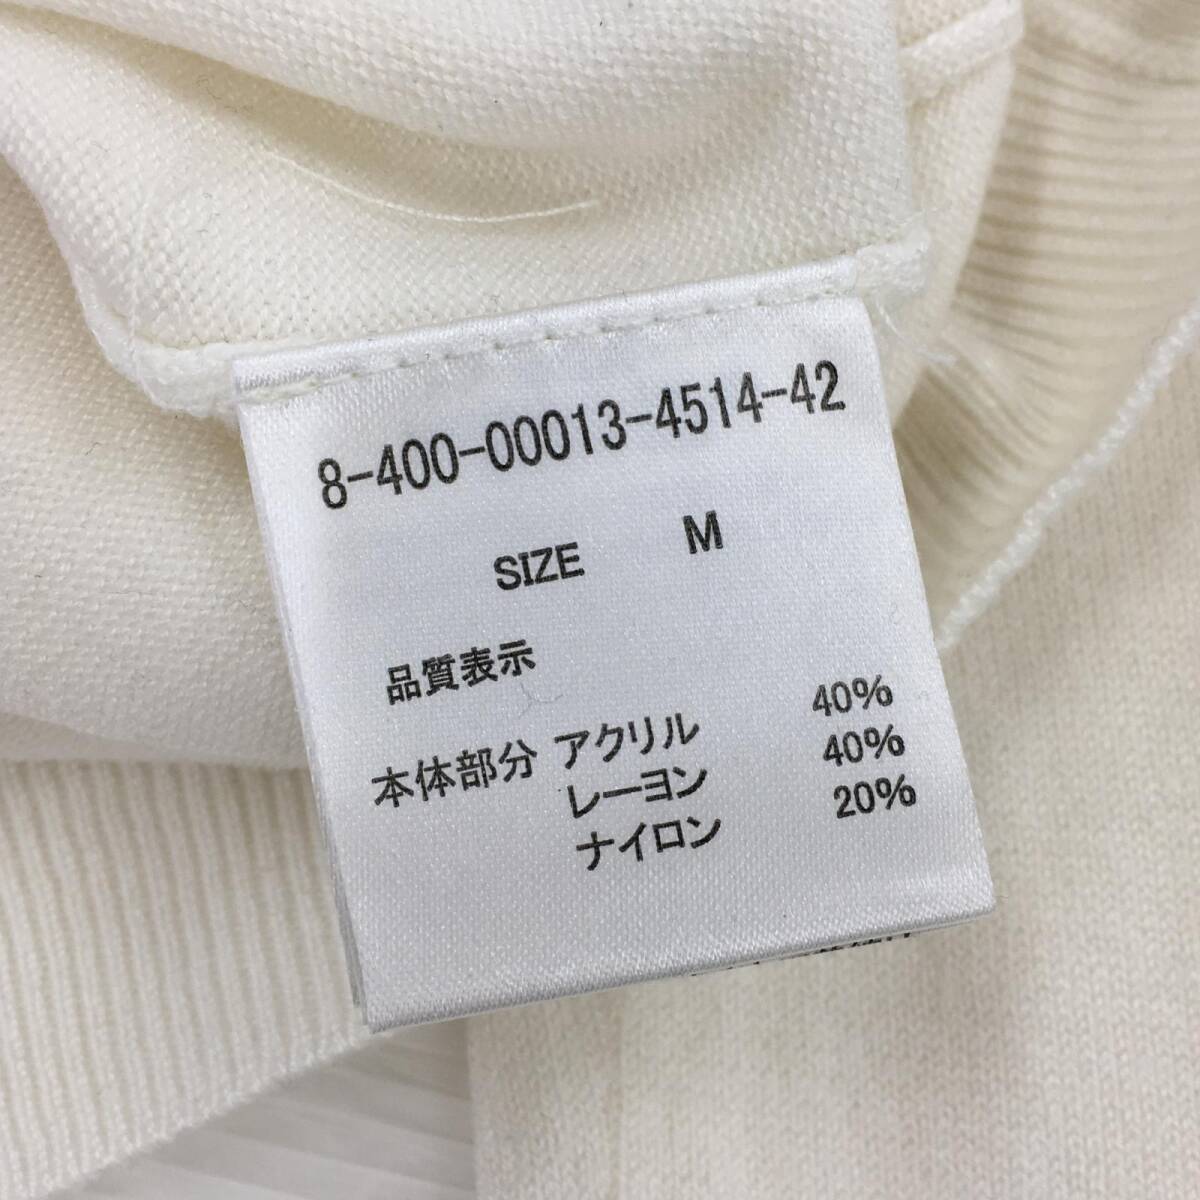 8-400-00013-4514-42
SIZE M
品質表示
本体部分 アクリル 40%
レーヨン 40%
ナイロン 20%